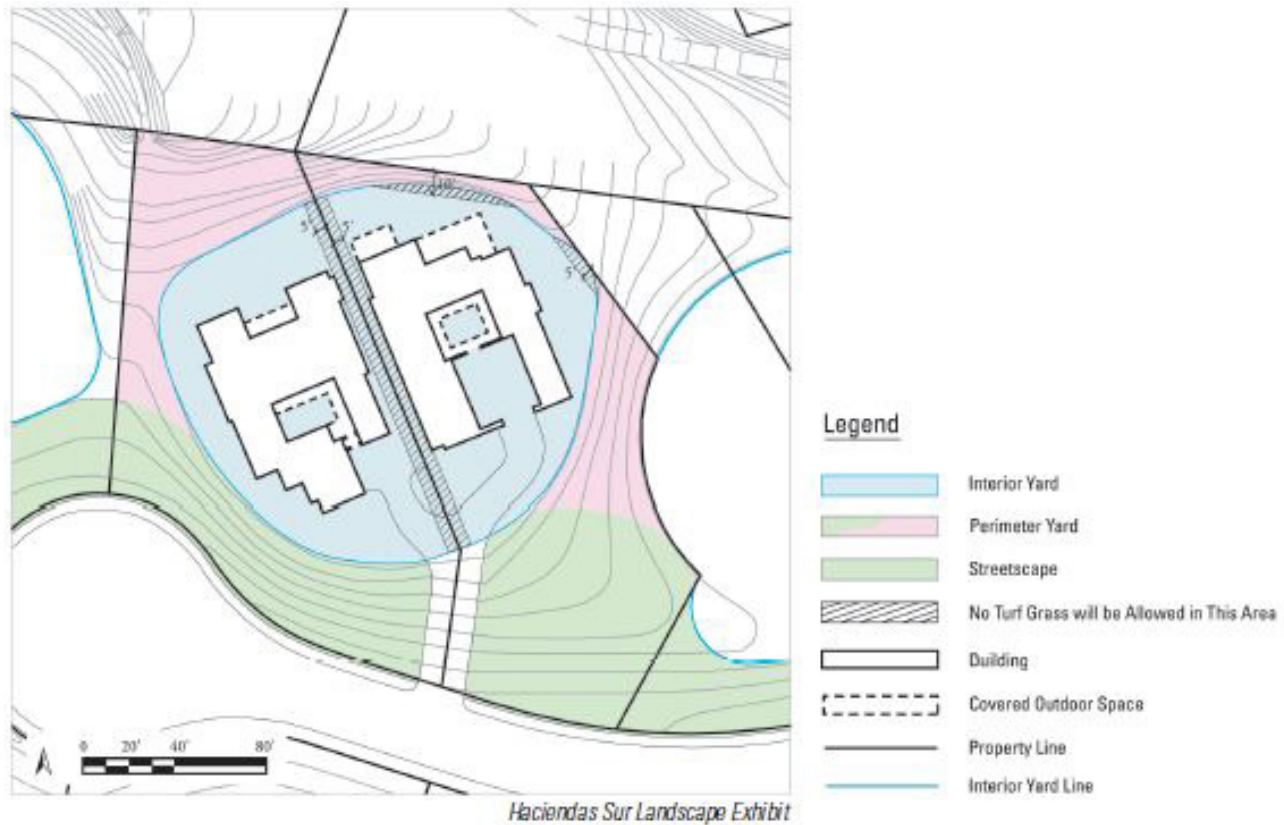 10'
5'
5'
5'
0 20' 40' 80'
Haciendas Sur Landscape Exhibit
Legend
Interior Yard
Perimeter Yard
Streetscape
No Turf Grass will be Allowed in This Area
Building
Covered Outdoor Space
Property Line
Interior Yard Line